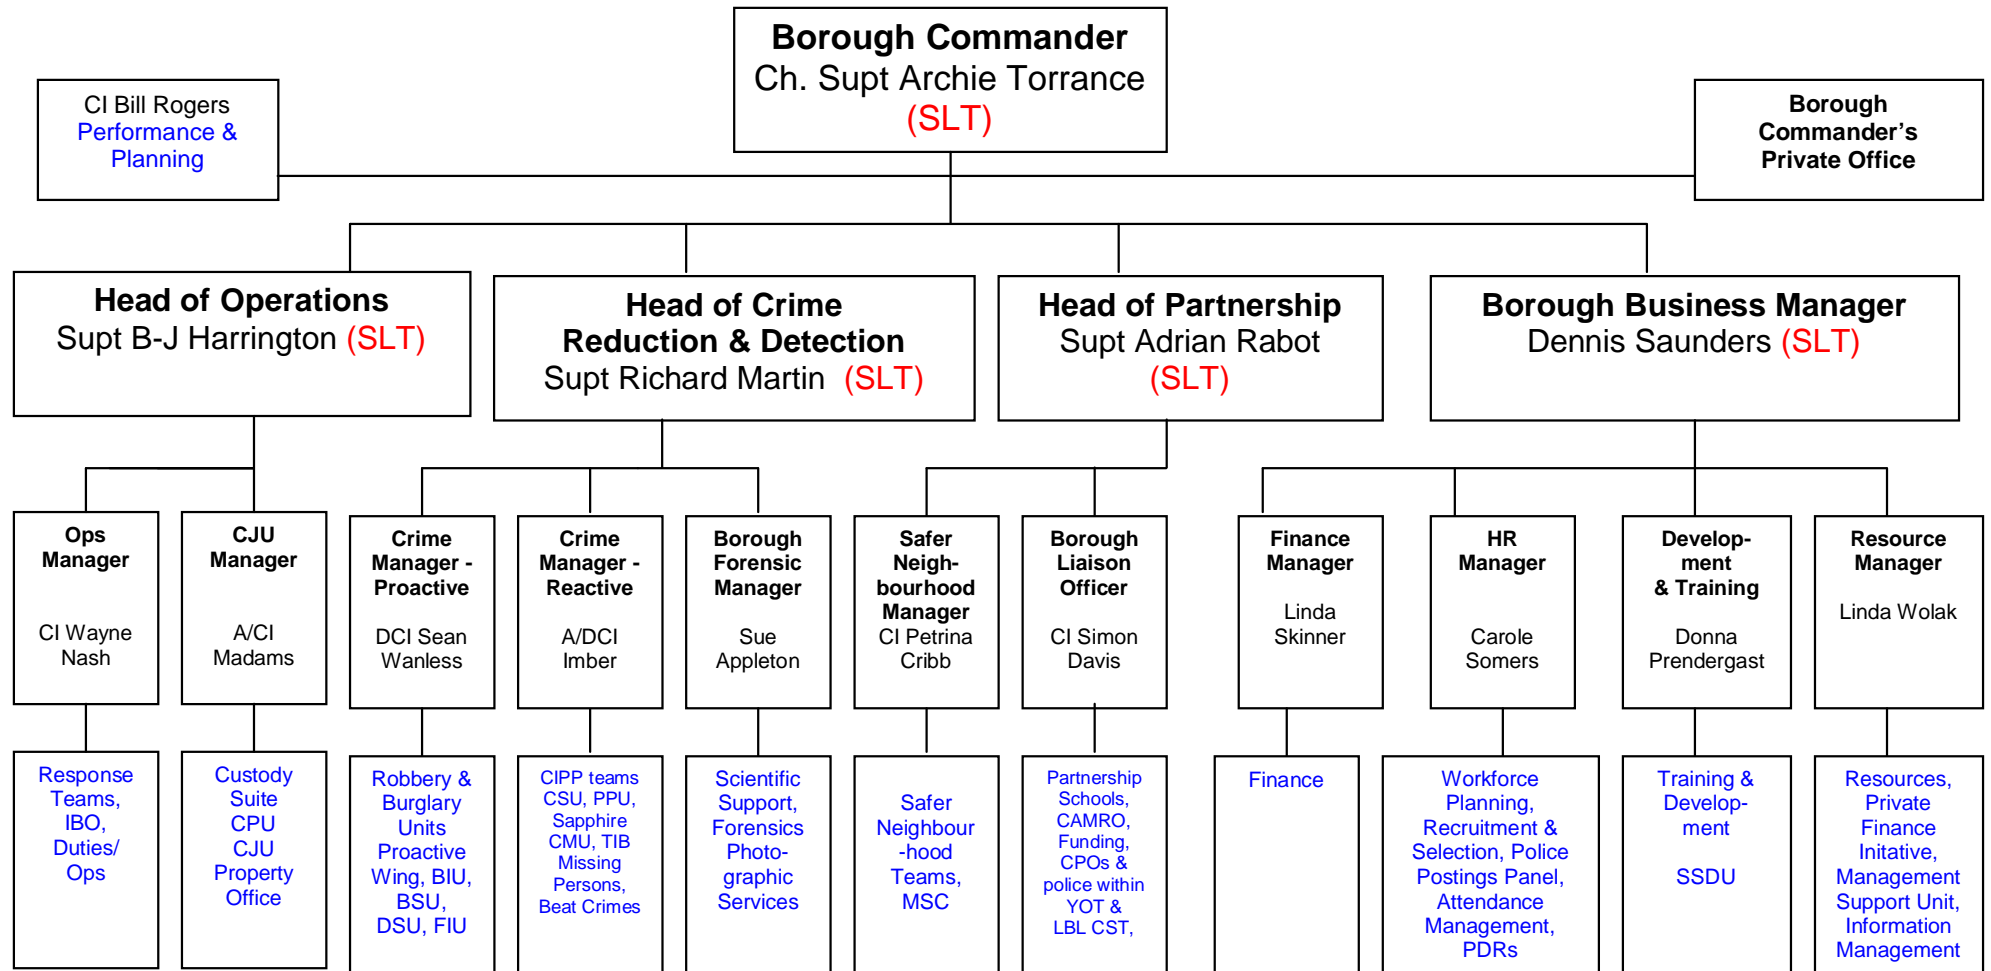 Borough Commander
Ch. Supt Archie Torrance
(SLT)
CI Bill Rogers
Performance &
Planning
Borough
Commander’s
Private Office
Head of Operations
Supt B-J Harrington (SLT)
Head of Crime
Reduction & Detection
Supt Richard Martin (SLT)
Head of Partnership
Supt Adrian Rabot
(SLT)
Borough Business Manager
Dennis Saunders (SLT)
Ops
Manager
CI Wayne
Nash
CJU
Manager
A/CI
Madams
Crime
Manager -
Proactive
DCI Sean
Wanless
Crime
Manager -
Reactive
A/DCI
Imber
Borough
Forensic
Manager
Sue
Appleton
Safer
Neigh-
bourhood
Manager
CI Petrina
Cribb
Borough
Liaison
Officer
CI Simon
Davis
Finance
Manager
Linda
Skinner
HR
Manager
Carole
Somers
Develop-
ment
& Training
Donna
Prendergast
Resource
Manager
Linda Wolak
Response
Teams,
IBO,
Duties/
Ops
Custody
Suite
CPU
CJU
Property
Office
Robbery &
Burglary
Units
Proactive
Wing, BIU,
BSU,
DSU, FIU
CIPP teams
CSU, PPU,
Sapphire
CMU, TIB
Missing
Persons,
Beat Crimes
Scientific
Support,
Forensics
Photo-
graphic
Services
Safer
Neighbour
-hood
Teams,
MSC
Partnership
Schools,
CAMRO,
Funding,
CPOs &
police within
YOT &
LBL CST,
Finance
Workforce
Planning,
Recruitment &
Selection, Police
Postings Panel,
Attendance
Management,
PDRs
Training &
Develop-
ment
SSDU
Resources,
Private
Finance
Initative,
Management
Support Unit,
Information
Management